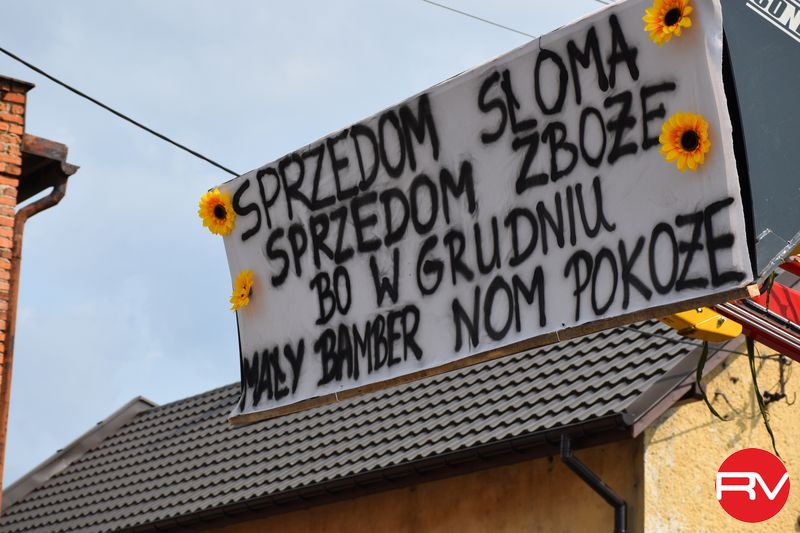 SPRZEDOM SŁOMA
SPRZEDOM ZBOŻE
BO W GRUDNIU
MAŁY BAMBER NOM POKOŻE
RV